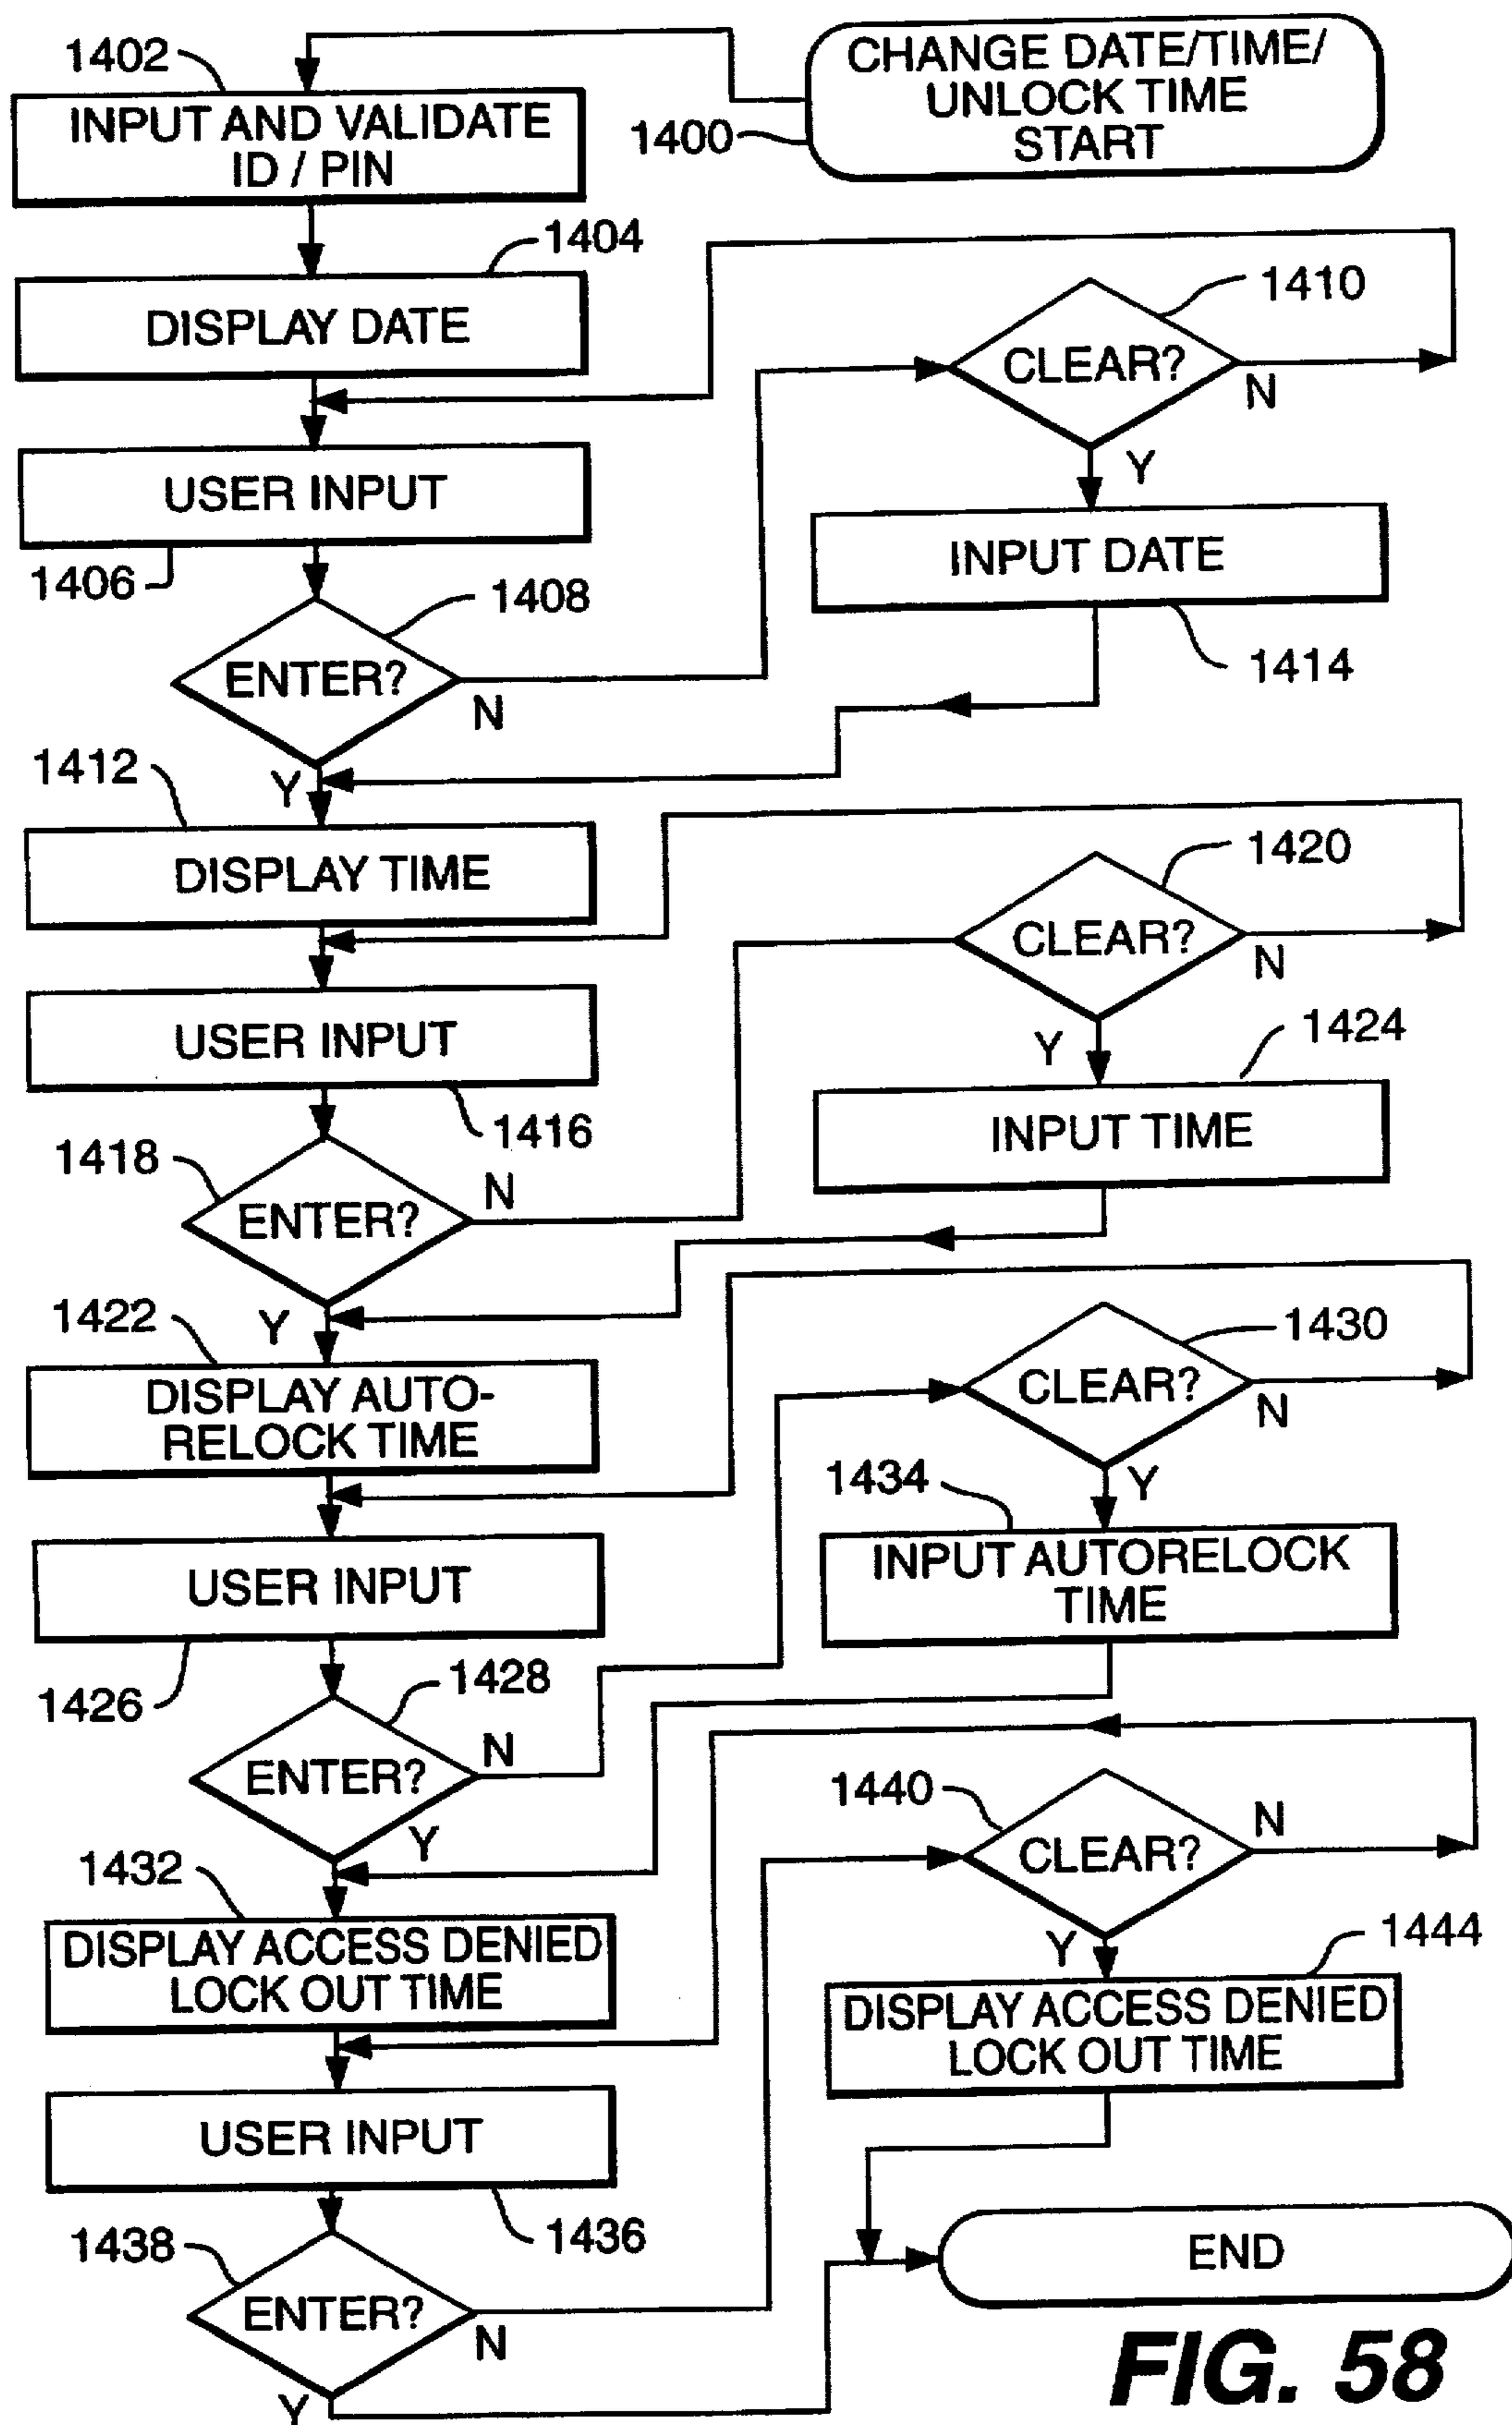 1402
CHANGE DATE/TIME/
UNLOCK TIME
START
1400
INPUT AND VALIDATE
ID / PIN
1404
DISPLAY DATE
1410
CLEAR?
N
Y
USER INPUT
1406
INPUT DATE
1414
1408
ENTER?
N
Y
1412
DISPLAY TIME
1420
CLEAR?
N
Y
USER INPUT
1416
1424
INPUT TIME
1418
ENTER?
N
Y
1422
DISPLAY AUTO-
RELOCK TIME
1430
CLEAR?
N
Y
1434
INPUT AUTORELOCK
TIME
USER INPUT
1426
1428
ENTER?
N
Y
1440
CLEAR?
N
Y
1432
DISPLAY ACCESS DENIED
LOCK OUT TIME
1444
DISPLAY ACCESS DENIED
LOCK OUT TIME
USER INPUT
1436
1438
ENTER?
N
Y
END
FIG. 58